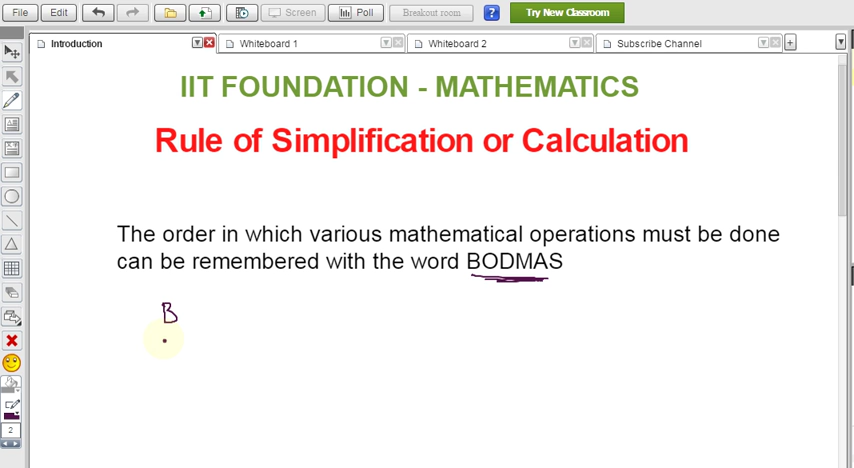 File Edit Screen Poll Breakout room ? Try New Classroom
Introduction Whiteboard 1 Whiteboard 2 Subscribe Channel
IIT FOUNDATION - MATHEMATICS
Rule of Simplification or Calculation
The order in which various mathematical operations must be done
can be remembered with the word BODMAS
B
2